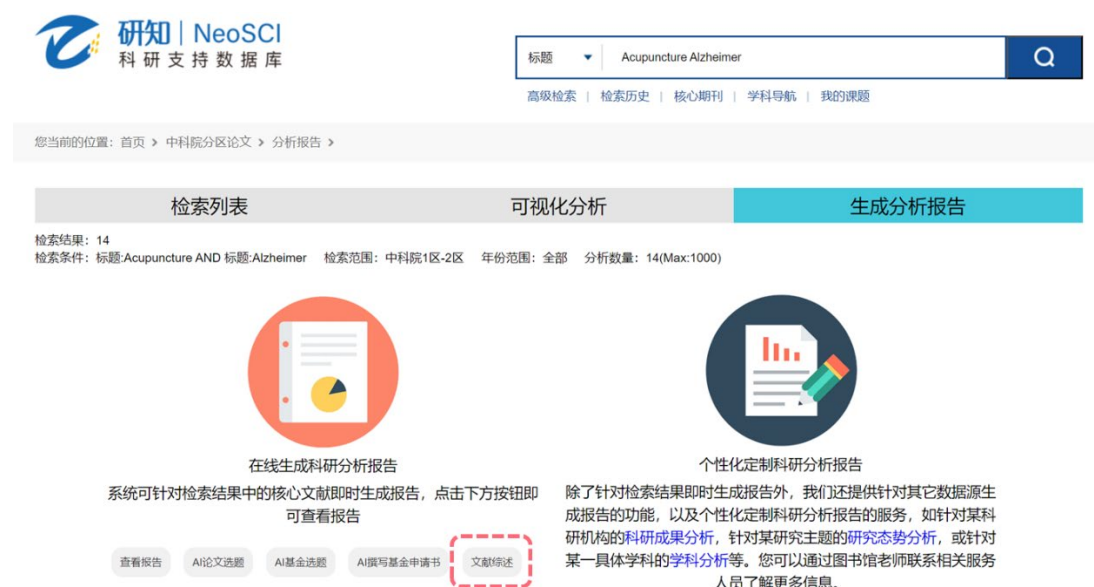 研知 | NeoSCI
科研支持数据库
标题 Acupuncture Alzheimer
高级检索 | 检索历史 | 核心期刊 | 学科导航 | 我的课题
您当前的位置：首页 > 中科院分区论文 > 分析报告 >
检索列表 可视化分析 生成分析报告
检索结果：14
检索条件：标题:Acupuncture AND 标题:Alzheimer 检索范围：中科院1区-2区 年份范围：全部 分析数量：14(Max:1000)
在线生成科研分析报告
系统可针对检索结果中的核心文献即时生成报告，点击下方按钮即
可查看报告
查看报告 AI论文选题 AI基金选题 AI撰写基金申请书 文献综述
个性化定制科研分析报告
除了针对检索结果即时生成报告外，我们还提供针对其它数据源生
成报告的功能，以及个性化定制科研分析报告的服务，如针对某科
研机构的科研成果分析，针对某研究主题的研究态势分析，或针对
某一具体学科的学科分析等。您可以通过图书馆老师联系相关服务
人员了解更多信息。